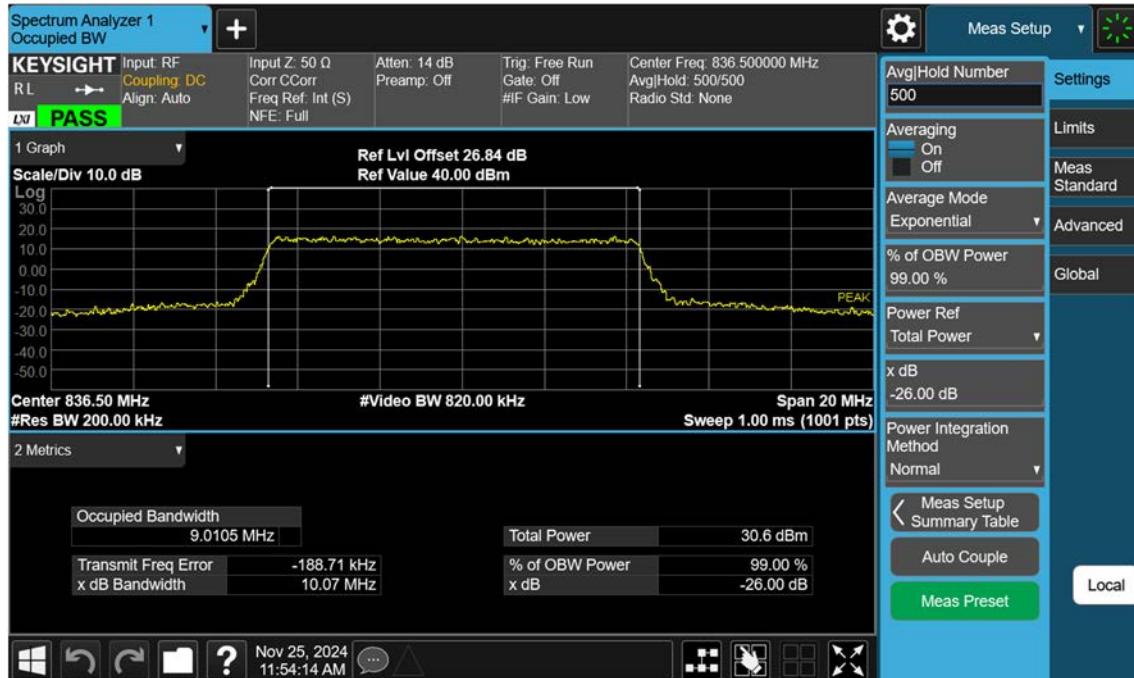 Spectrum Analyzer 1
Occupied BW
Meas Setup
KEYSIGHT Input: RF Input Z: 50 Ω Atten: 14 dB Trig: Free Run Center Freq: 836.500000 MHz
RL Coupling: DC Corr CCorr Preamp: Off Gate: Off Avg|Hold: 500/500
Align: Auto Freq Ref: Int (S) #IF Gain: Low Radio Std: None
LXI PASS NFE: Full
1 Graph
Ref Lvl Offset 26.84 dB
Scale/Div 10.0 dB Ref Value 40.00 dBm
Log
30.0
20.0
10.0
0.00
-10.0
PEAK
-20.0
-30.0
-40.0
-50.0
Center 836.50 MHz #Video BW 820.00 kHz Span 20 MHz
#Res BW 200.00 kHz Sweep 1.00 ms (1001 pts)
2 Metrics
Occupied Bandwidth
9.0105 MHz
Total Power 30.6 dBm
Transmit Freq Error -188.71 kHz % of OBW Power 99.00 %
x dB Bandwidth 10.07 MHz x dB -26.00 dB
Avg|Hold Number
500
Averaging
On
Off
Average Mode
Exponential
% of OBW Power
99.00 %
Power Ref
Total Power
x dB
-26.00 dB
Power Integration
Method
Normal
Meas Setup
Summary Table
Auto Couple
Meas Preset
Settings
Limits
Meas
Standard
Advanced
Global
Local
?
Nov 25, 2024
11:54:14 AM